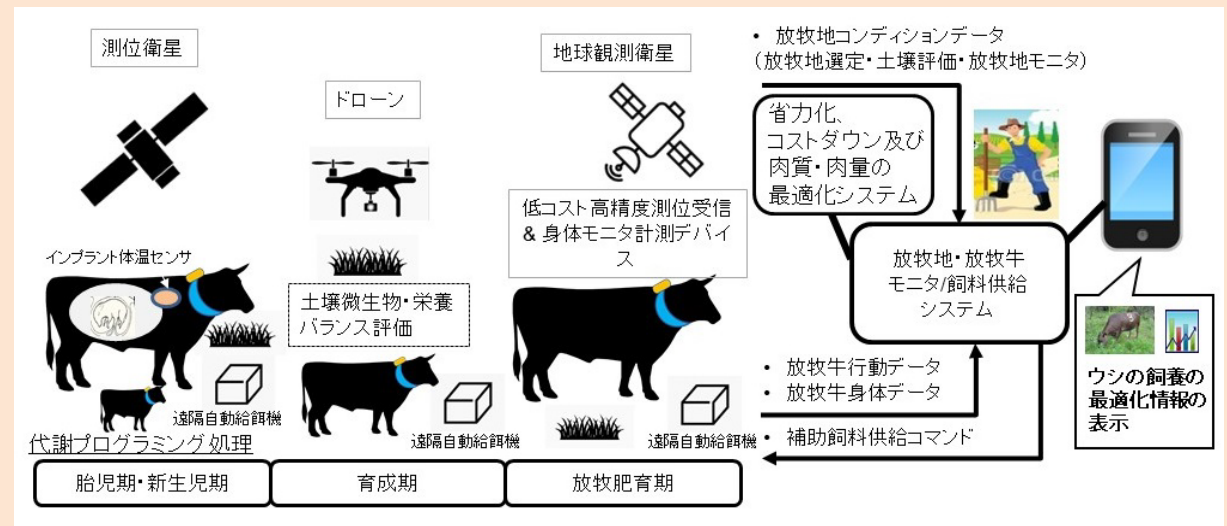 測位衛星
ドローン
地球観測衛星
• 放牧地コンディションデータ
（放牧地選定・土壌評価・放牧地モニタ）
省力化、
コストダウン及び
肉質・肉量の
最適化システム
低コスト高精度測位受信
& 身体モニタ計測デバイ
ス
インプラント体温センサ
土壌微生物・栄養
バランス評価
放牧地・放牧牛
モニタ/飼料供給
システム
ウシの飼養の
最適化情報の
表示
• 放牧牛行動データ
• 放牧牛身体データ
• 補助飼料供給コマンド
遠隔自動給餌機
遠隔自動給餌機
遠隔自動給餌機
代謝プログラミング処理
胎児期・新生児期
育成期
放牧肥育期